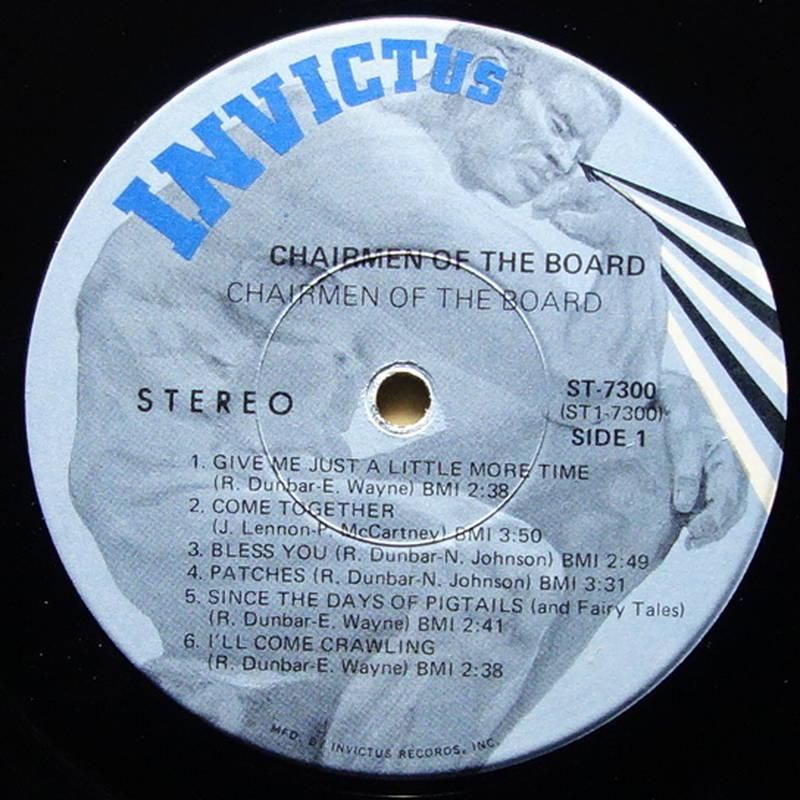 INVICTUS
CHAIRMEN OF THE BOARD
CHAIRMEN OF THE BOARD
STEREO
ST-7300
(ST1-7300)
SIDE 1
1. GIVE ME JUST A LITTLE MORE TIME
(R. Dunbar-E. Wayne) BMI 2:38
2. COME TOGETHER
(J. Lennon-P. McCartney) BMI 3:50
3. BLESS YOU (R. Dunbar-N. Johnson) BMI 2:49
4. PATCHES (R. Dunbar-N. Johnson) BMI 3:31
5. SINCE THE DAYS OF PIGTAILS (and Fairy Tales)
(R. Dunbar-E. Wayne) BMI 2:41
6. I'LL COME CRAWLING
(R. Dunbar-E. Wayne) BMI 2:38
MFD. BY INVICTUS RECORDS, INC.